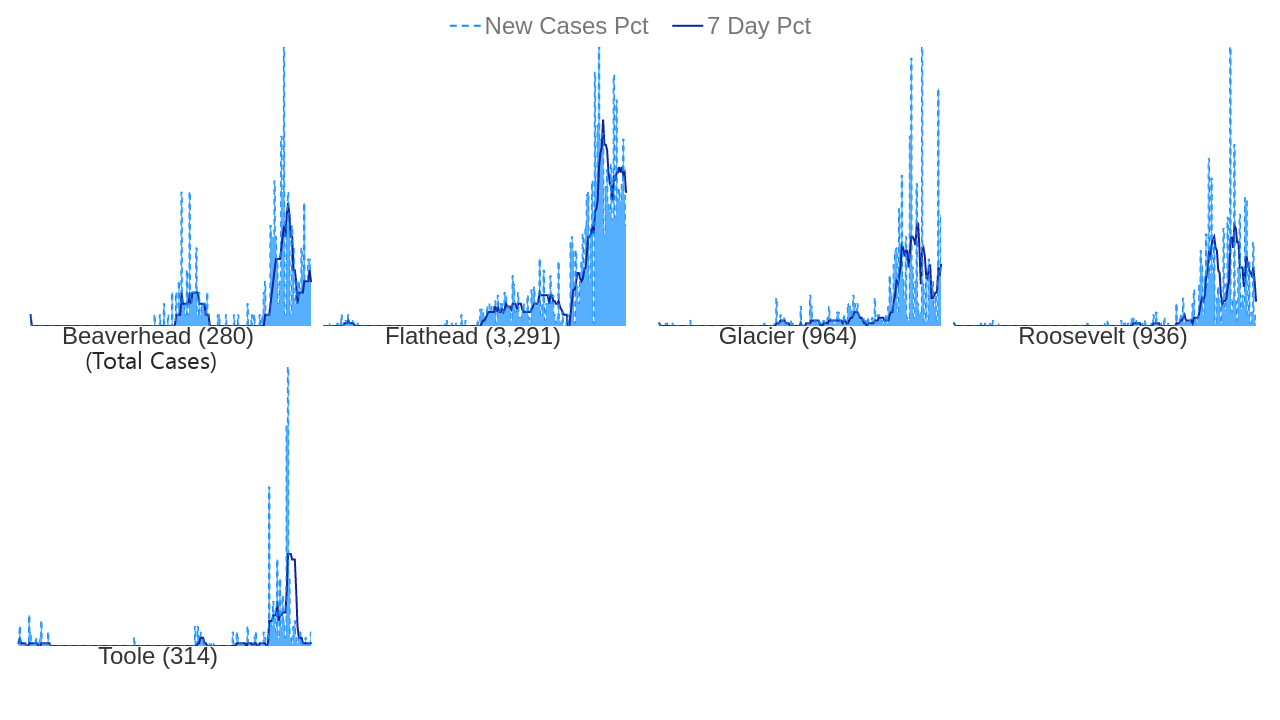 New Cases Pct 7 Day Pct
Beaverhead (280) Flathead (3,291) Glacier (964) Roosevelt (936)
(Total Cases)
Toole (314)